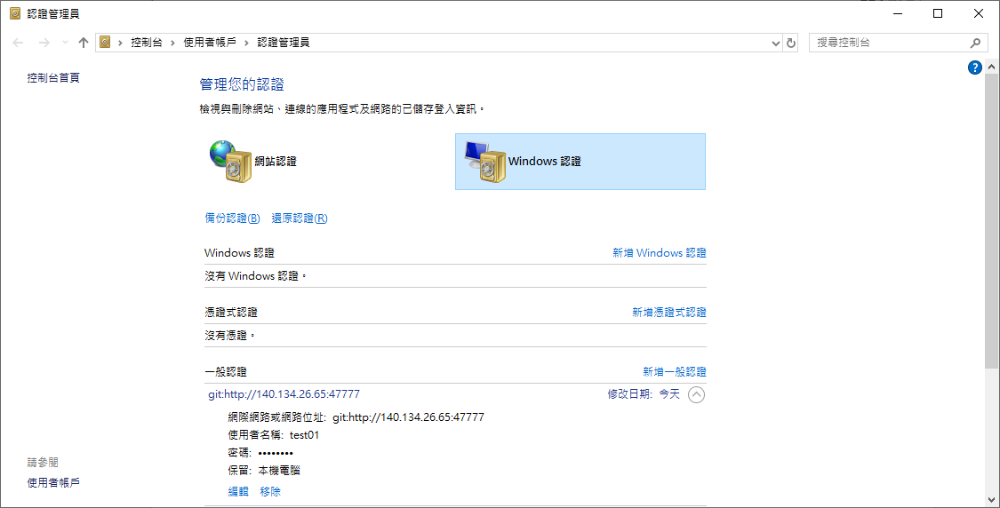 認證管理員
控制台 > 使用者帳戶 > 認證管理員
搜尋控制台
控制台首頁
管理您的認證
檢視與刪除網站、連線的應用程式及網路的已儲存登入資訊。
網站認證
Windows 認證
備份認證(B) 還原認證(R)
Windows 認證 新增 Windows 認證
沒有 Windows 認證。
憑證式認證 新增憑證式認證
沒有憑證。
一般認證 新增一般認證
git:http://140.134.26.65:47777 修改日期: 今天
網際網路或網路位址: git:http://140.134.26.65:47777
使用者名稱: test01
密碼: ••••••••
保留: 本機電腦
編輯 移除
請參閱
使用者帳戶